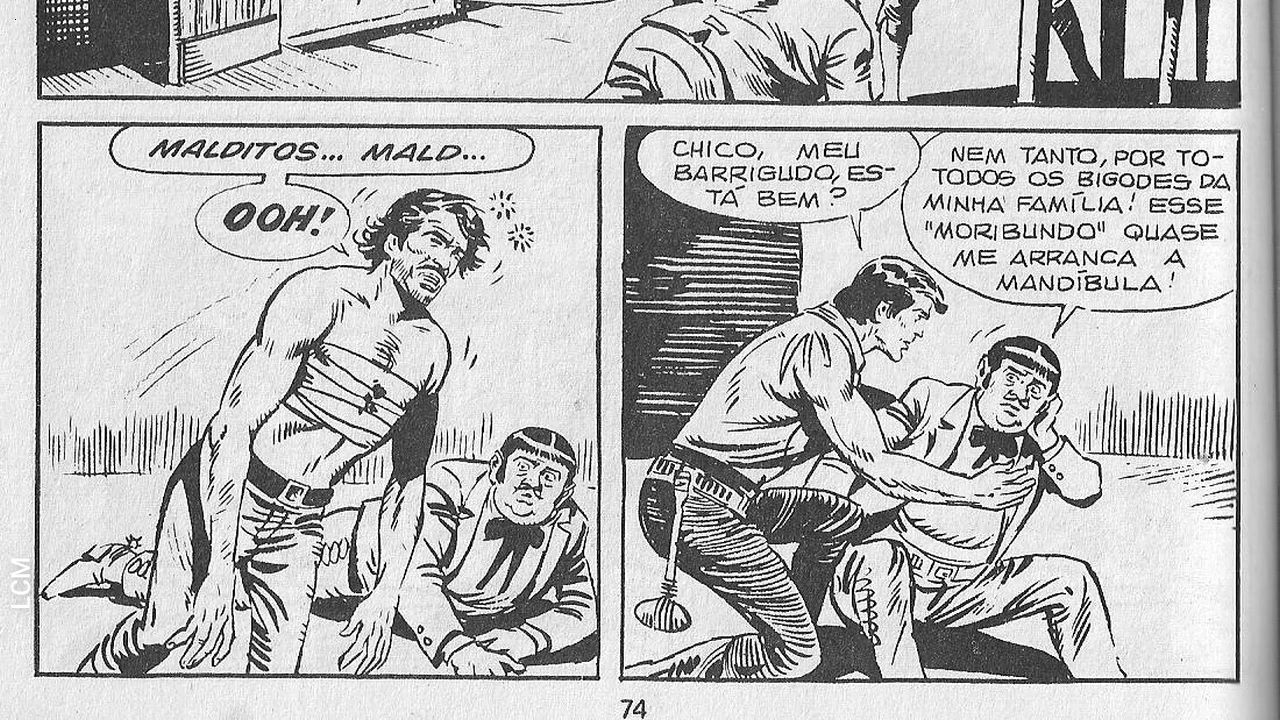 MALDITOS... MALD...
OOH!
CHICO, MEU
BARRIGUDO, ES-
TÁ BEM?
NEM TANTO, POR TO-
TODOS OS BIGODES DA
MINHA FAMÍLIA! ESSE
"MORIBUNDO" QUASE
ME ARRANCA A
MANDÍBULA!
LCM
74